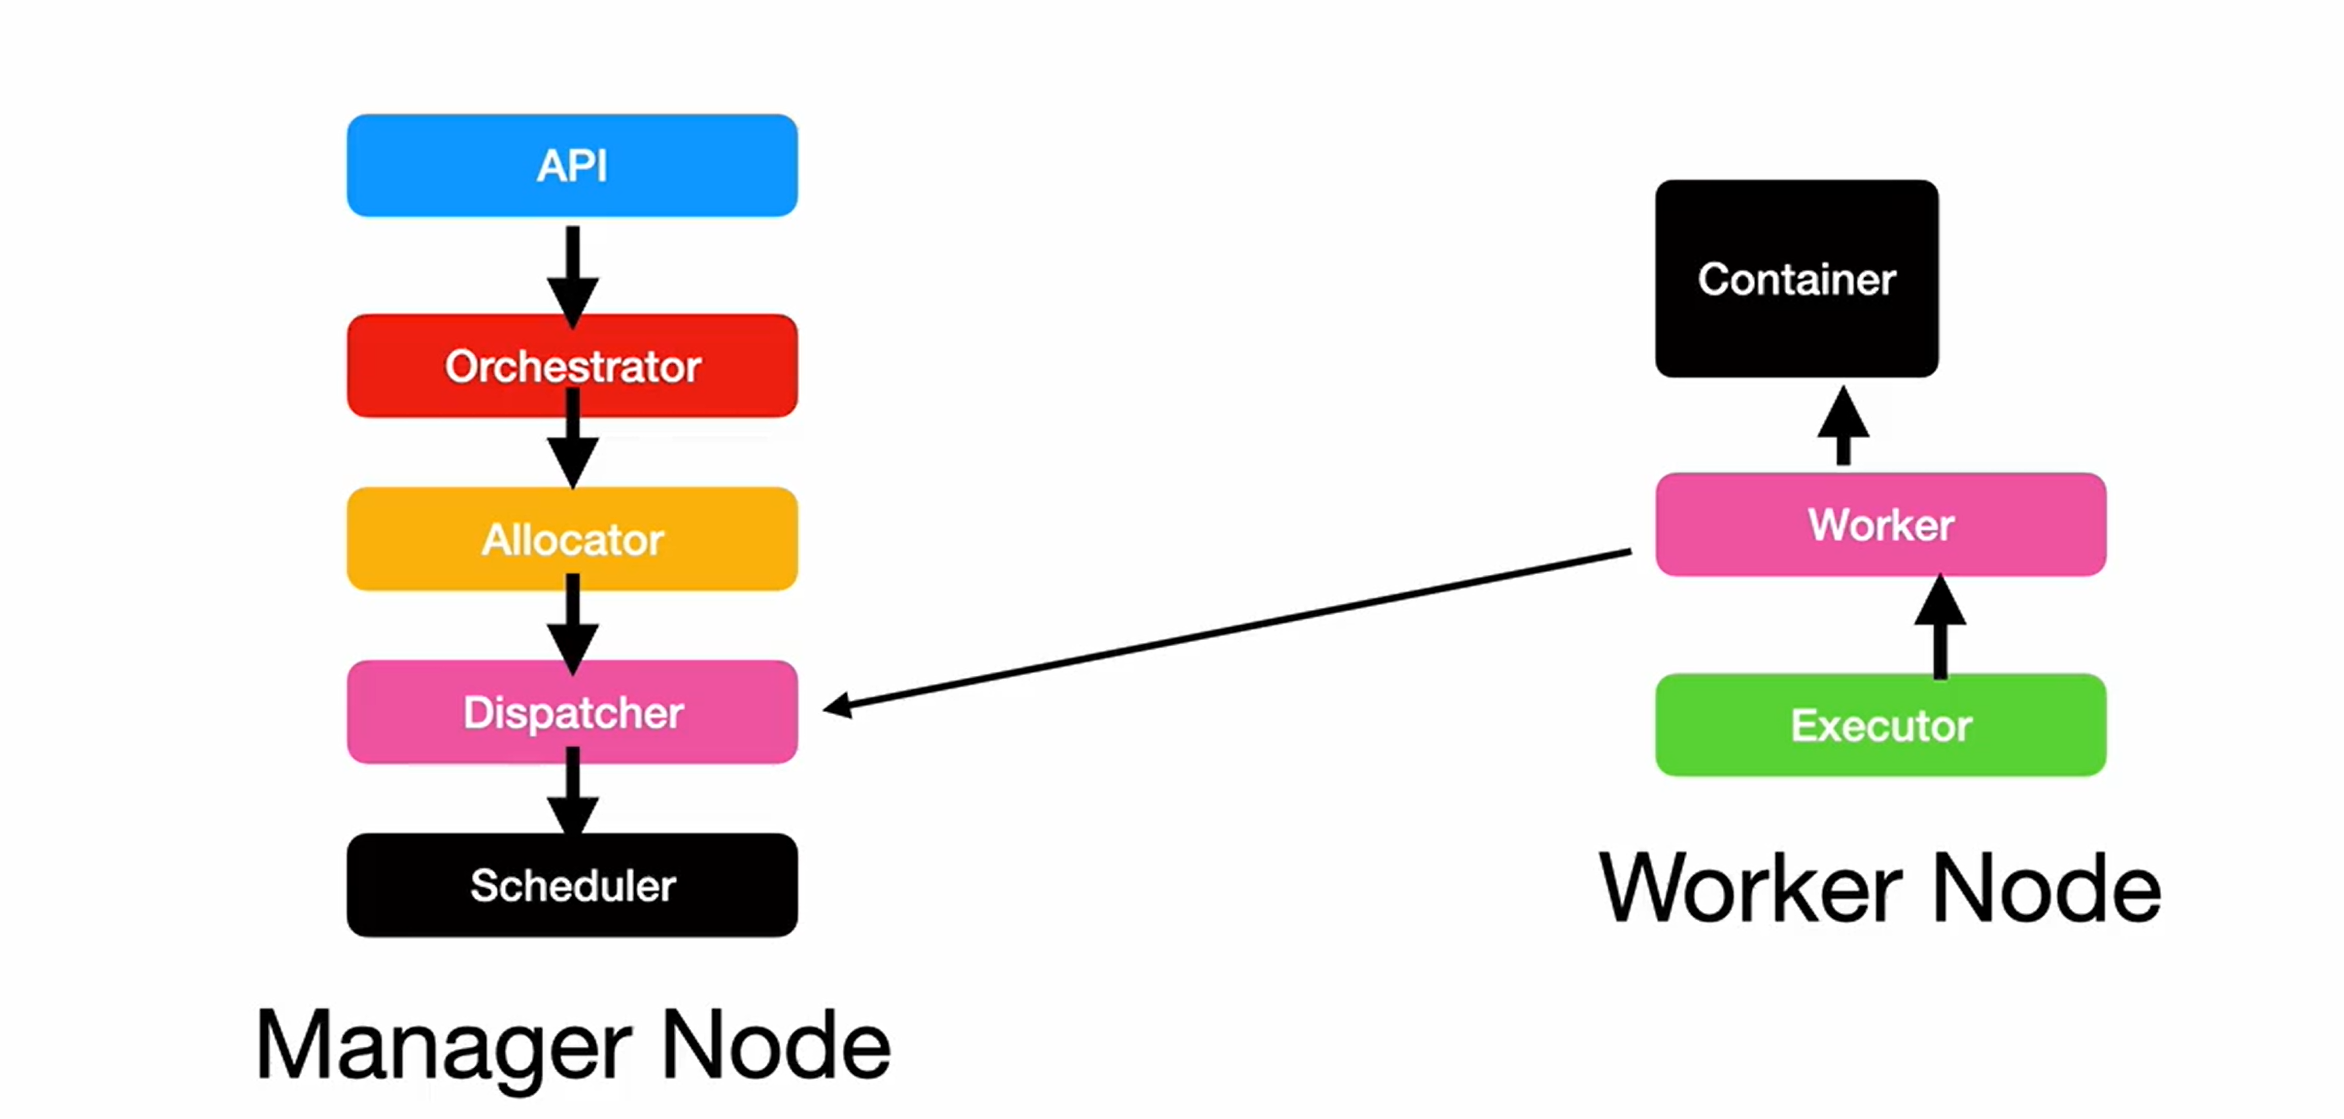 API
Orchestrator
Allocator
Dispatcher
Scheduler
Manager Node
Container
Worker
Executor
Worker Node